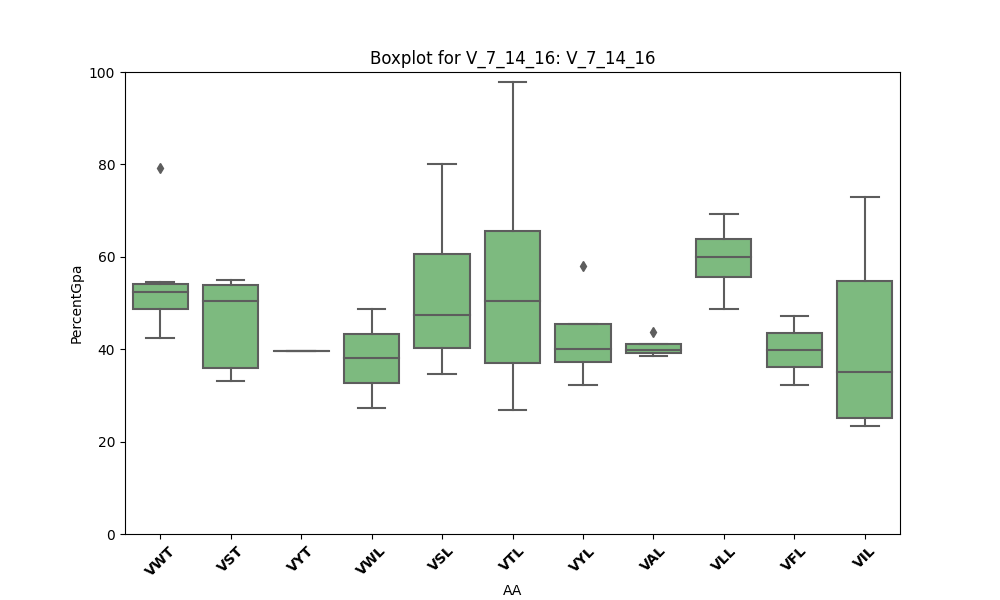 Boxplot for V_7_14_16: V_7_14_16
100
80
60
40
20
0
PercentGpa
VWT VST VYT VWL VSL VTL VYL VAL VLL VFL VIL
AA